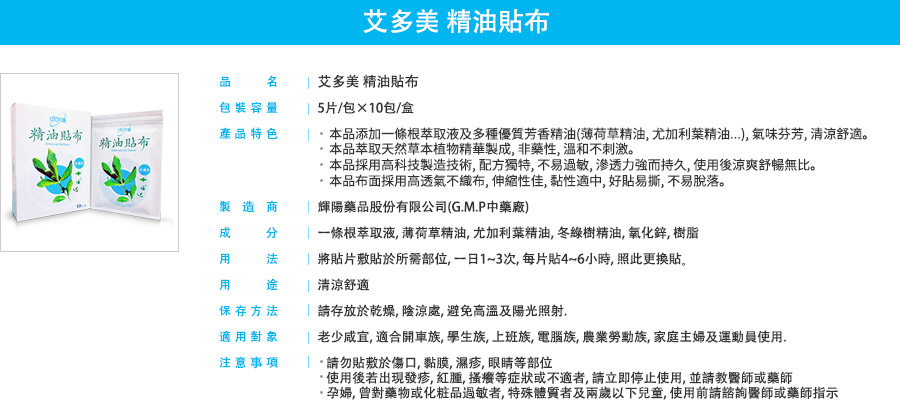 艾多美 精油貼布
atomy
精油貼布
atomy
精油貼布
品名 艾多美 精油貼布
包裝容量 5片/包×10包/盒
產品特色 · 本品添加一條根萃取液及多種優質芳香精油(薄荷草精油, 尤加利葉精油...), 氣味芬芳, 清涼舒適。
· 本品萃取天然草本植物精華製成, 非藥性, 溫和不刺激。
· 本品採用高科技製造技術, 配方獨特, 不易過敏, 滲透力強而持久, 使用後涼爽舒暢無比。
· 本品布面採用高透氣不織布, 伸縮性佳, 黏性適中, 好貼易撕, 不易脫落。
製造商 輝陽藥品股份有限公司(G.M.P中藥廠)
成分 一條根萃取液, 薄荷草精油, 尤加利葉精油, 冬綠樹精油, 氧化鋅, 樹脂
用法 將貼片敷貼於所需部位, 一日1~3次, 每片貼4~6小時, 照此更換貼。
用途 清涼舒適
保存方法 請存放於乾燥, 陰涼處, 避免高溫及陽光照射.
適用對象 老少咸宜, 適合開車族, 學生族, 上班族, 電腦族, 農業勞動族, 家庭主婦及運動員使用.
注意事項 · 請勿貼敷於傷口, 黏膜, 濕疹, 眼睛等部位
· 使用後若出現發疹, 紅腫, 搔癢等症狀或不適者, 請立即停止使用, 並請教醫師或藥師
· 孕婦, 曾對藥物或化粧品過敏者, 特殊體質者及兩歲以下兒童, 使用前請諮詢醫師或藥師指示